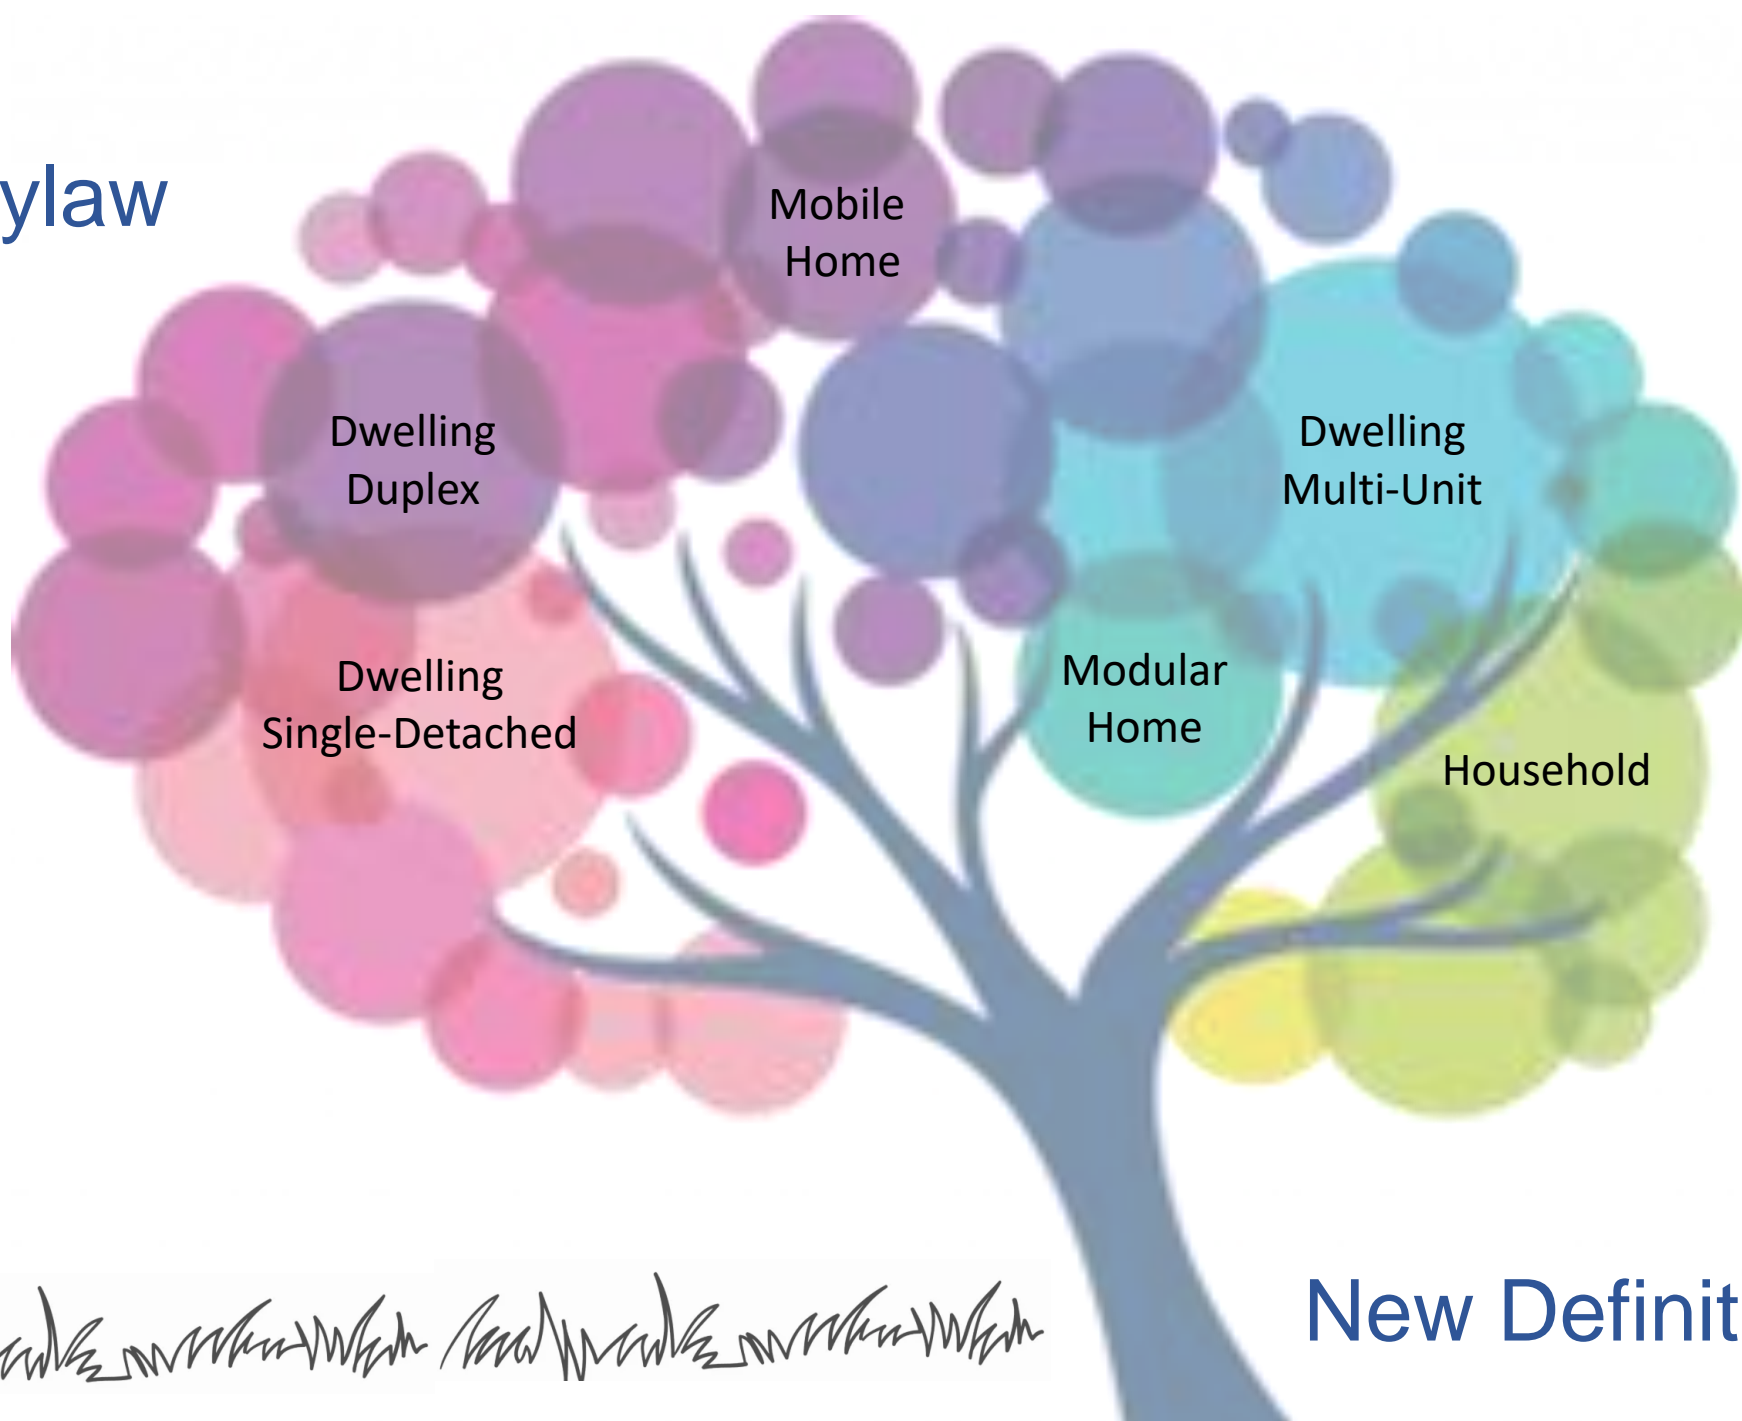 ylaw
Mobile
Home
Dwelling
Duplex
Dwelling
Multi-Unit
Dwelling
Single-Detached
Modular
Home
Household
New Definit